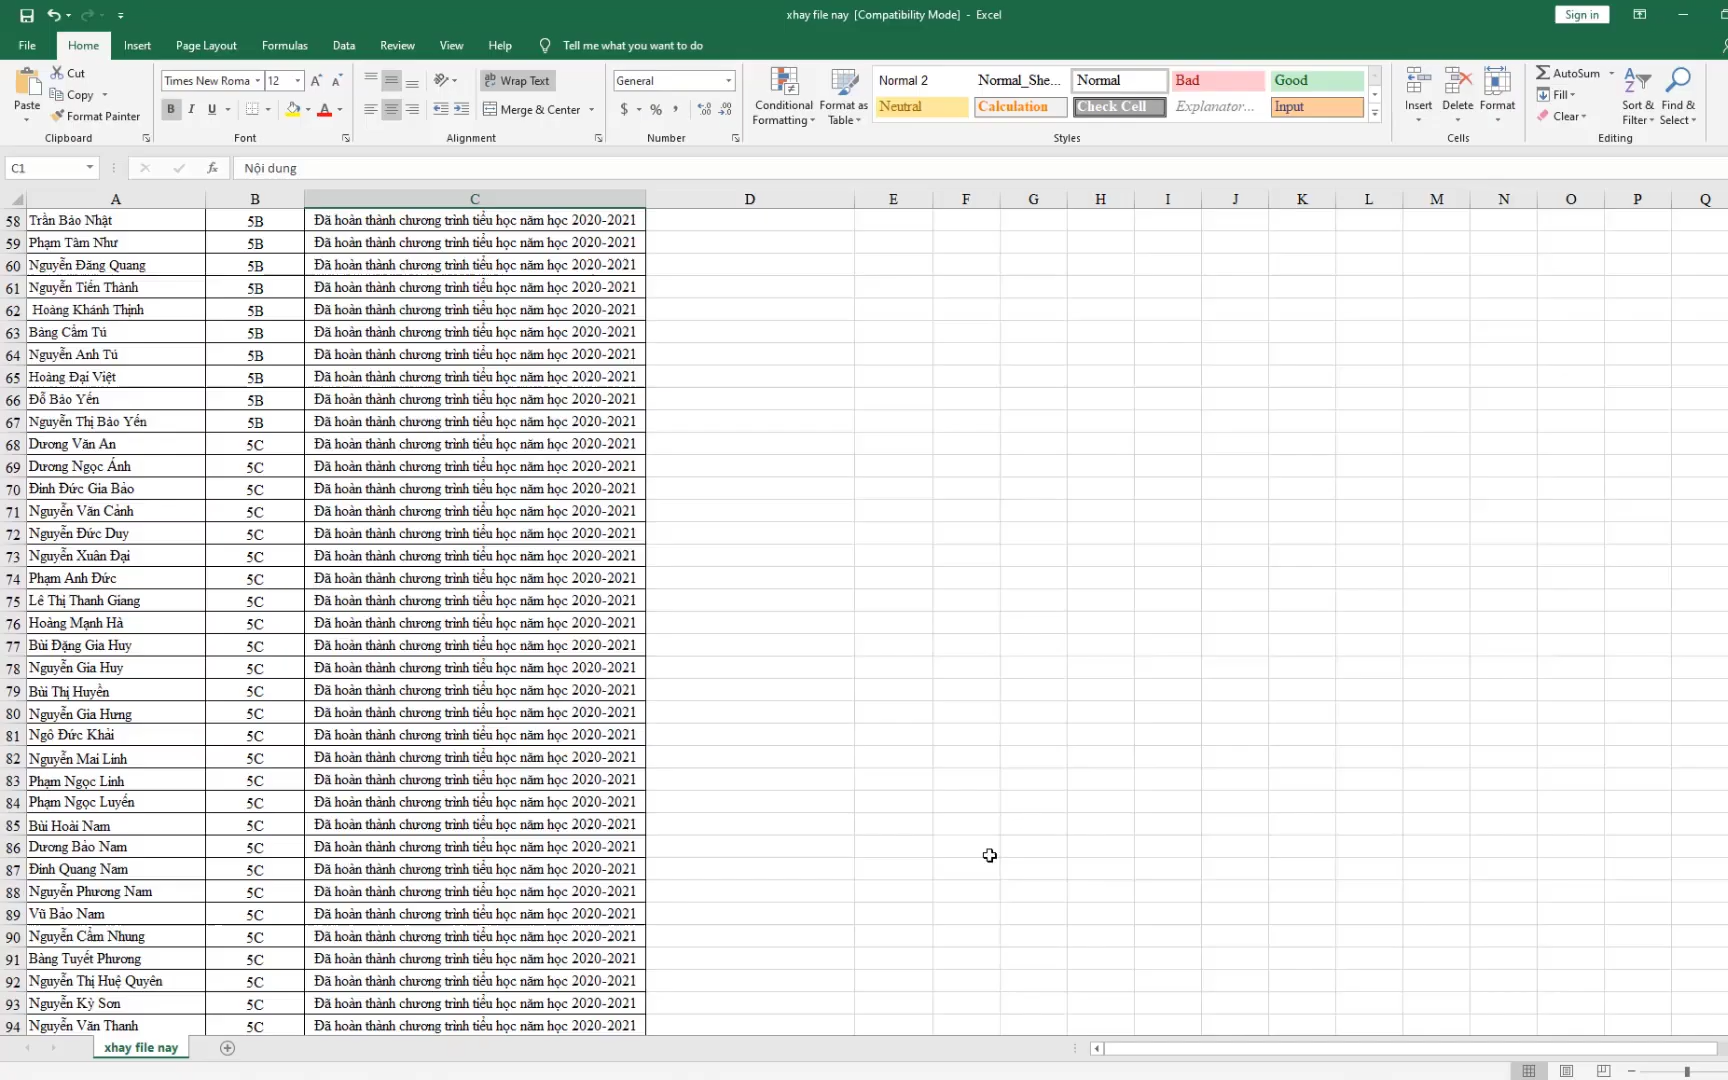 xhay file nay [Compatibility Mode] - Excel
Sign in
File Home Insert Page Layout Formulas Data Review View Help Tell me what you want to do
Paste
Cut
Copy
Format Painter
Clipboard
Times New Roma 12
B I U
Font
Wrap Text
Merge & Center
Alignment
General
$ % ,
Number
Conditional Formatting
Format as Table
Normal 2 Normal_She... Normal Bad Good
Neutral Calculation Check Cell Explanator... Input
Styles
Insert Delete Format
Cells
AutoSum
Fill
Clear
Sort & Filter
Find & Select
Editing
C1 fx Nội dung
A B C D E F G H I J K L M N O P Q
58 Trần Bảo Nhật 5B Đã hoàn thành chương trình tiểu học năm học 2020-2021
59 Phạm Tâm Như 5B Đã hoàn thành chương trình tiểu học năm học 2020-2021
60 Nguyễn Đăng Quang 5B Đã hoàn thành chương trình tiểu học năm học 2020-2021
61 Nguyễn Tiến Thành 5B Đã hoàn thành chương trình tiểu học năm học 2020-2021
62 Hoàng Khánh Thịnh 5B Đã hoàn thành chương trình tiểu học năm học 2020-2021
63 Bàng Cẩm Tú 5B Đã hoàn thành chương trình tiểu học năm học 2020-2021
64 Nguyễn Anh Tú 5B Đã hoàn thành chương trình tiểu học năm học 2020-2021
65 Hoàng Đại Việt 5B Đã hoàn thành chương trình tiểu học năm học 2020-2021
66 Đỗ Bảo Yến 5B Đã hoàn thành chương trình tiểu học năm học 2020-2021
67 Nguyễn Thị Bảo Yến 5B Đã hoàn thành chương trình tiểu học năm học 2020-2021
68 Dương Văn An 5C Đã hoàn thành chương trình tiểu học năm học 2020-2021
69 Dương Ngọc Ánh 5C Đã hoàn thành chương trình tiểu học năm học 2020-2021
70 Đinh Đức Gia Bảo 5C Đã hoàn thành chương trình tiểu học năm học 2020-2021
71 Nguyễn Văn Cảnh 5C Đã hoàn thành chương trình tiểu học năm học 2020-2021
72 Nguyễn Đức Duy 5C Đã hoàn thành chương trình tiểu học năm học 2020-2021
73 Nguyễn Xuân Đại 5C Đã hoàn thành chương trình tiểu học năm học 2020-2021
74 Phạm Anh Đức 5C Đã hoàn thành chương trình tiểu học năm học 2020-2021
75 Lê Thị Thanh Giang 5C Đã hoàn thành chương trình tiểu học năm học 2020-2021
76 Hoàng Mạnh Hà 5C Đã hoàn thành chương trình tiểu học năm học 2020-2021
77 Bùi Đặng Gia Huy 5C Đã hoàn thành chương trình tiểu học năm học 2020-2021
78 Nguyễn Gia Huy 5C Đã hoàn thành chương trình tiểu học năm học 2020-2021
79 Bùi Thị Huyền 5C Đã hoàn thành chương trình tiểu học năm học 2020-2021
80 Nguyễn Gia Hưng 5C Đã hoàn thành chương trình tiểu học năm học 2020-2021
81 Ngô Đức Khải 5C Đã hoàn thành chương trình tiểu học năm học 2020-2021
82 Nguyễn Mai Linh 5C Đã hoàn thành chương trình tiểu học năm học 2020-2021
83 Phạm Ngọc Linh 5C Đã hoàn thành chương trình tiểu học năm học 2020-2021
84 Phạm Ngọc Luyến 5C Đã hoàn thành chương trình tiểu học năm học 2020-2021
85 Bùi Hoài Nam 5C Đã hoàn thành chương trình tiểu học năm học 2020-2021
86 Dương Bảo Nam 5C Đã hoàn thành chương trình tiểu học năm học 2020-2021
87 Đinh Quang Nam 5C Đã hoàn thành chương trình tiểu học năm học 2020-2021
88 Nguyễn Phương Nam 5C Đã hoàn thành chương trình tiểu học năm học 2020-2021
89 Vũ Bảo Nam 5C Đã hoàn thành chương trình tiểu học năm học 2020-2021
90 Nguyễn Cẩm Nhung 5C Đã hoàn thành chương trình tiểu học năm học 2020-2021
91 Bàng Tuyết Phương 5C Đã hoàn thành chương trình tiểu học năm học 2020-2021
92 Nguyễn Thị Huệ Quyên 5C Đã hoàn thành chương trình tiểu học năm học 2020-2021
93 Nguyễn Kỳ Sơn 5C Đã hoàn thành chương trình tiểu học năm học 2020-2021
94 Nguyễn Văn Thanh 5C Đã hoàn thành chương trình tiểu học năm học 2020-2021
xhay file nay